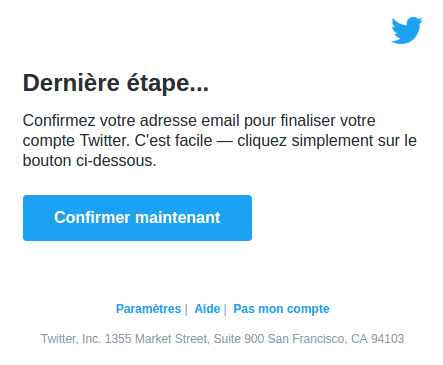 Dernière étape...
Confirmez votre adresse email pour finaliser votre
compte Twitter. C'est facile — cliquez simplement sur le
bouton ci-dessous.
Confirmer maintenant
Paramètres | Aide | Pas mon compte
Twitter, Inc. 1355 Market Street, Suite 900 San Francisco, CA 94103